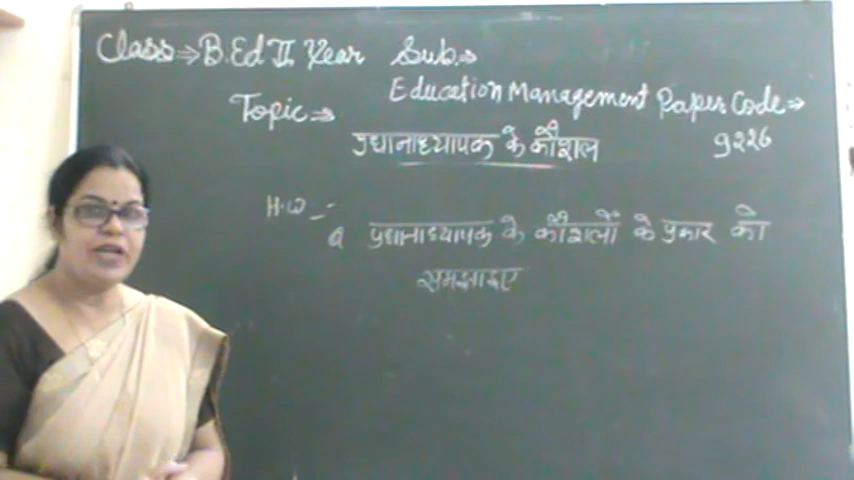 Class⇒B.Ed II Year Sub.⇒
Education Management Paper Code⇒
Topic⇒
प्रधानाध्यापक के कौशल 9226
H.W -
Q प्रधानाध्यापक के कौशलों के प्रकार को
समझाइए